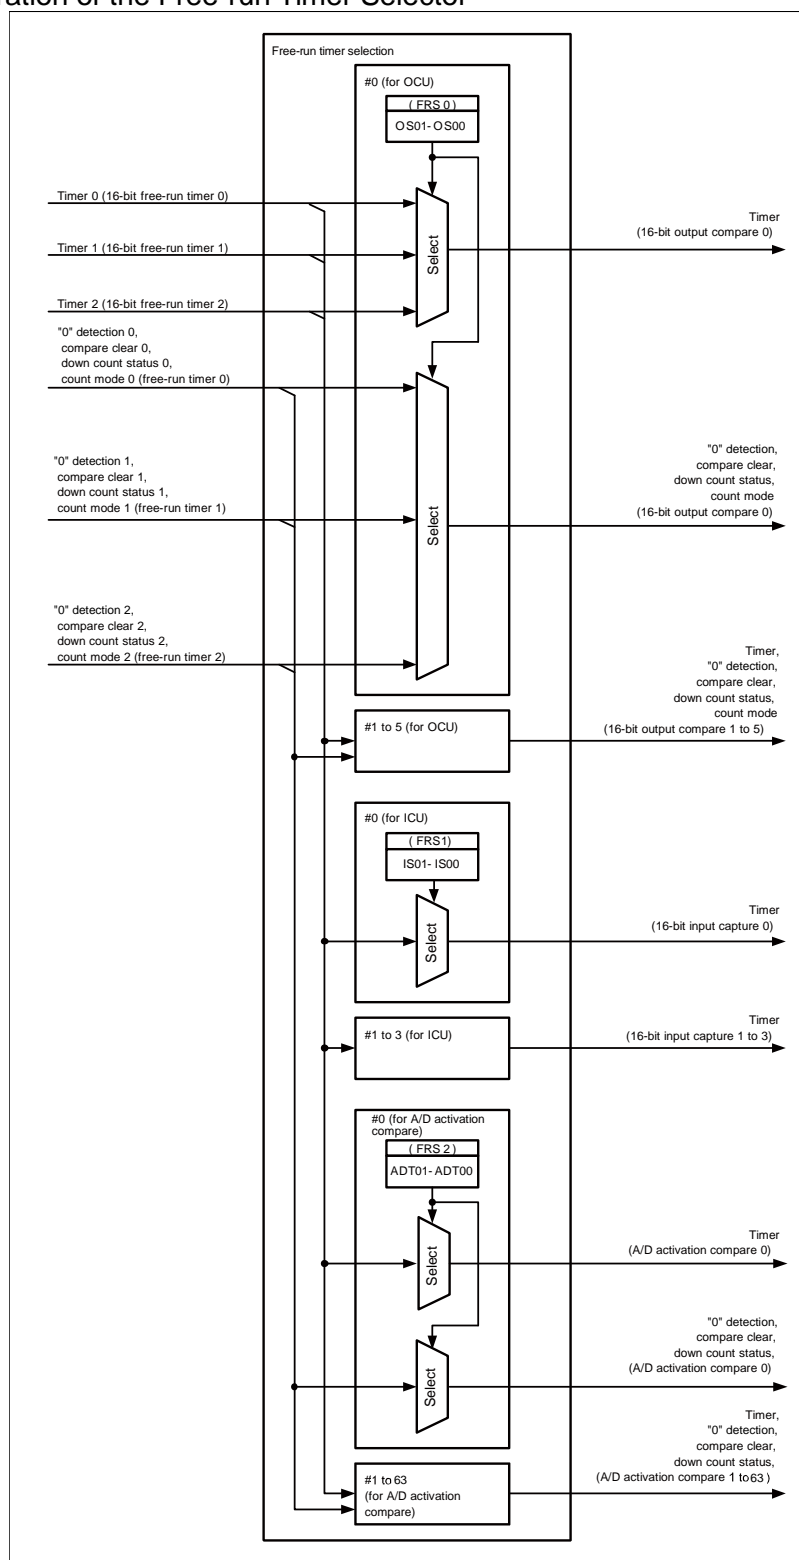 ration of the Free-run Timer Selector
Free-run timer selection
#0 (for OCU)
( FRS 0 )
OS01- OS00
Timer 0 (16-bit free-run timer 0)
Timer 1 (16-bit free-run timer 1)
Timer 2 (16-bit free-run timer 2)
Select
Timer
(16-bit output compare 0)
"0" detection 0,
compare clear 0,
down count status 0,
count mode 0 (free-run timer 0)
"0" detection 1,
compare clear 1,
down count status 1,
count mode 1 (free-run timer 1)
"0" detection 2,
compare clear 2,
down count status 2,
count mode 2 (free-run timer 2)
Select
"0" detection,
compare clear,
down count status,
count mode
(16-bit output compare 0)
#1 to 5 (for OCU)
Timer,
"0" detection,
compare clear,
down count status,
count mode
(16-bit output compare 1 to 5)
#0 (for ICU)
( FRS1)
IS01- IS00
Select
Timer
(16-bit input capture 0)
#1 to 3 (for ICU)
Timer
(16-bit input capture 1 to 3)
#0 (for A/D activation
compare)
( FRS 2 )
ADT01- ADT00
Select
Timer
(A/D activation compare 0)
Select
"0" detection,
compare clear,
down count status,
(A/D activation compare 0)
#1 to 63
(for A/D activation
compare)
Timer,
"0" detection,
compare clear,
down count status,
(A/D activation compare 1 to 63 )